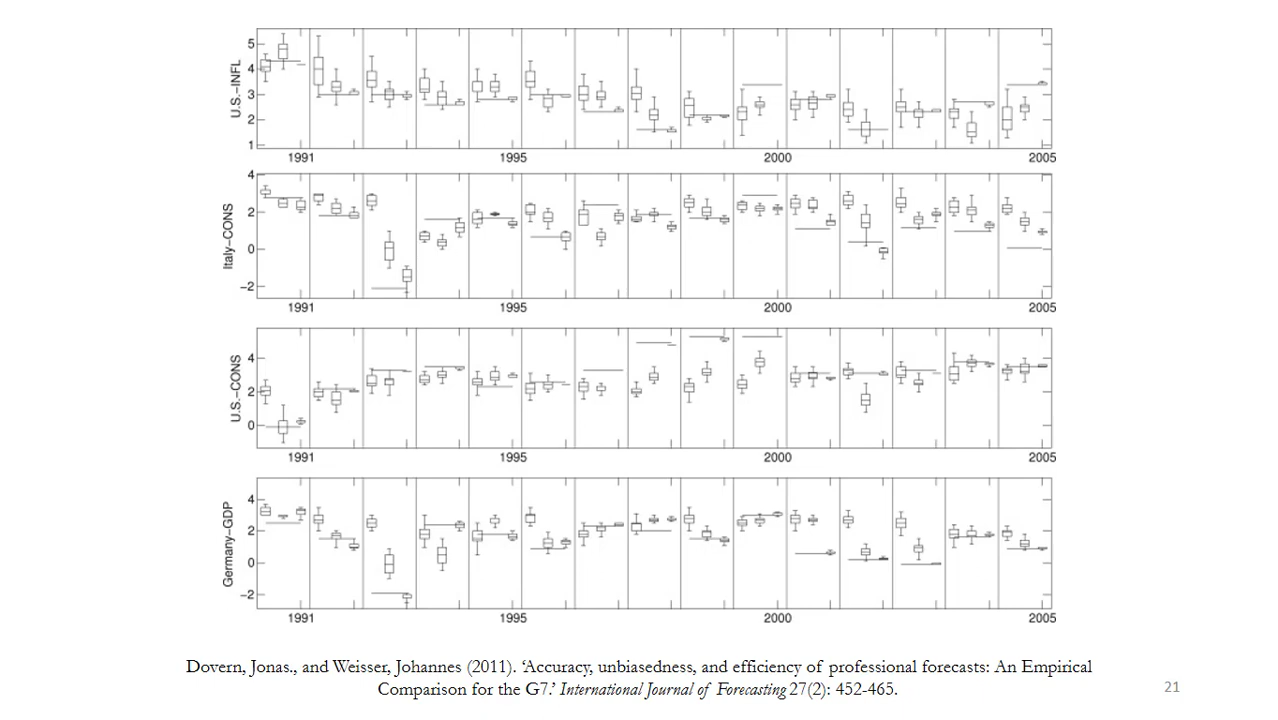 U.S.-INFL
5
4
3
2
1
1991 1995 2000 2005
Italy-CONS
4
2
0
-2
1991 1995 2000 2005
U.S.-CONS
4
2
0
1991 1995 2000 2005
Germany-GDP
4
2
0
-2
1991 1995 2000 2005
Dovern, Jonas., and Weisser, Johannes (2011). ‘Accuracy, unbiasedness, and efficiency of professional forecasts: An Empirical
Comparison for the G7.’ International Journal of Forecasting 27(2): 452-465.
21